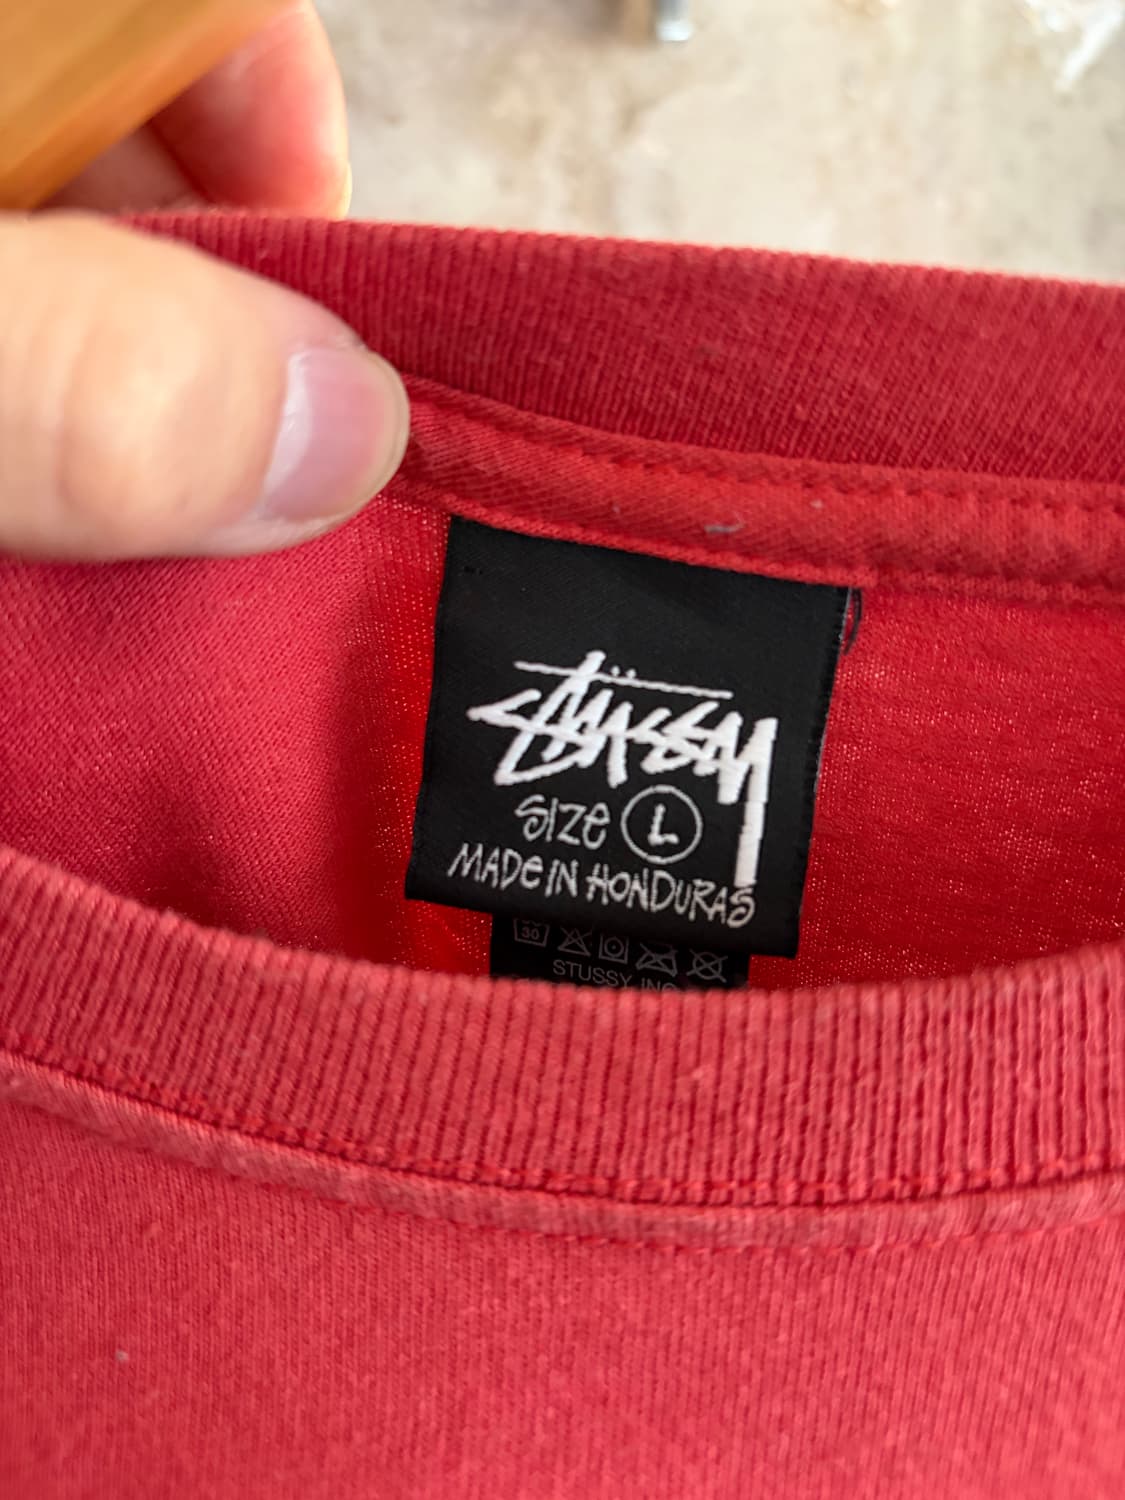 Stüssy
SIZE L
MADE IN HONDURAS
30
STUSSY INC